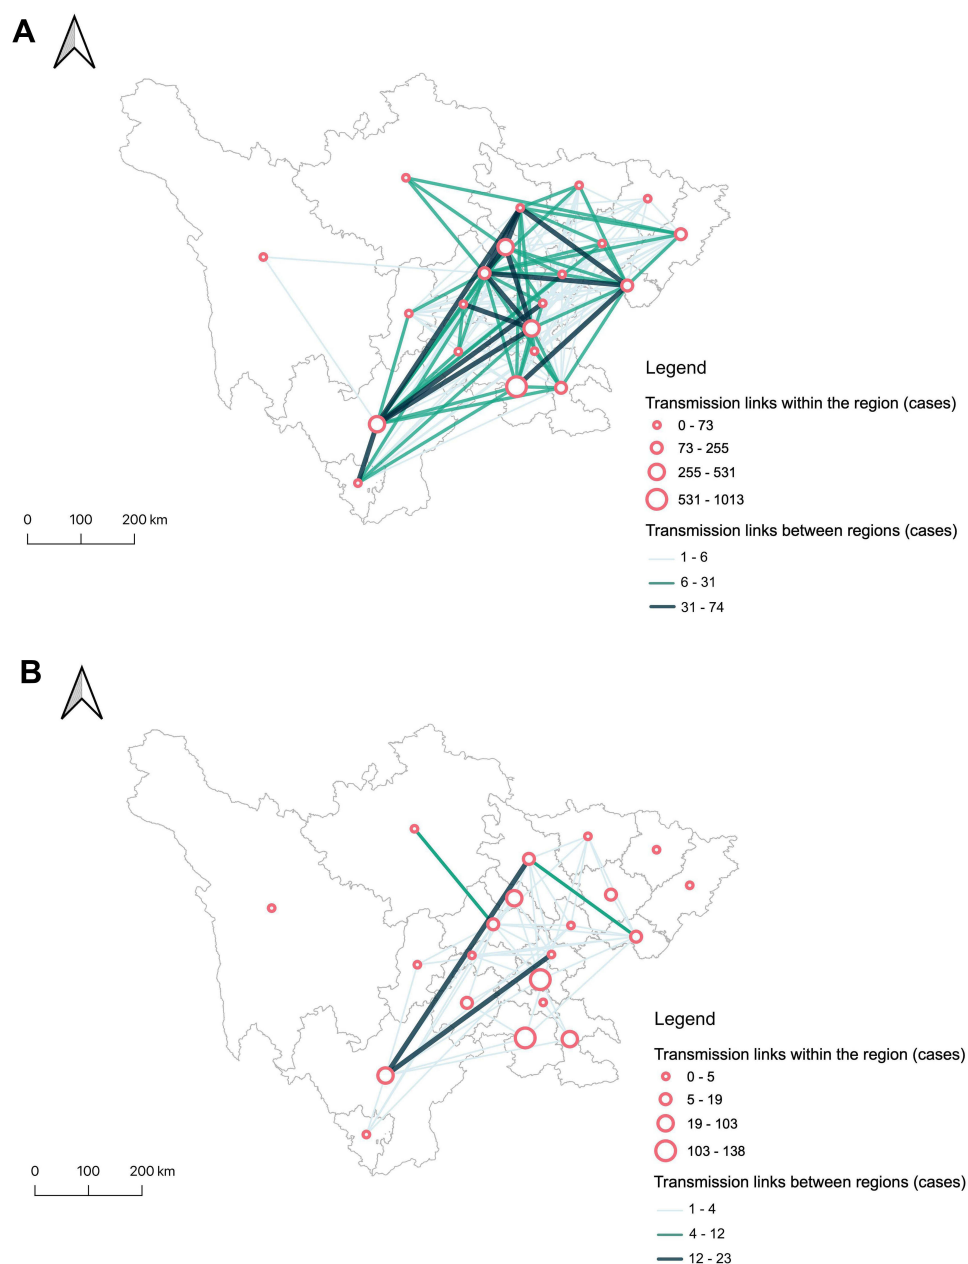 A
Legend
Transmission links within the region (cases)
0 - 73
73 - 255
255 - 531
531 - 1013
Transmission links between regions (cases)
1 - 6
6 - 31
31 - 74
0 100 200 km
B
Legend
Transmission links within the region (cases)
0 - 5
5 - 19
19 - 103
103 - 138
Transmission links between regions (cases)
1 - 4
4 - 12
12 - 23
0 100 200 km